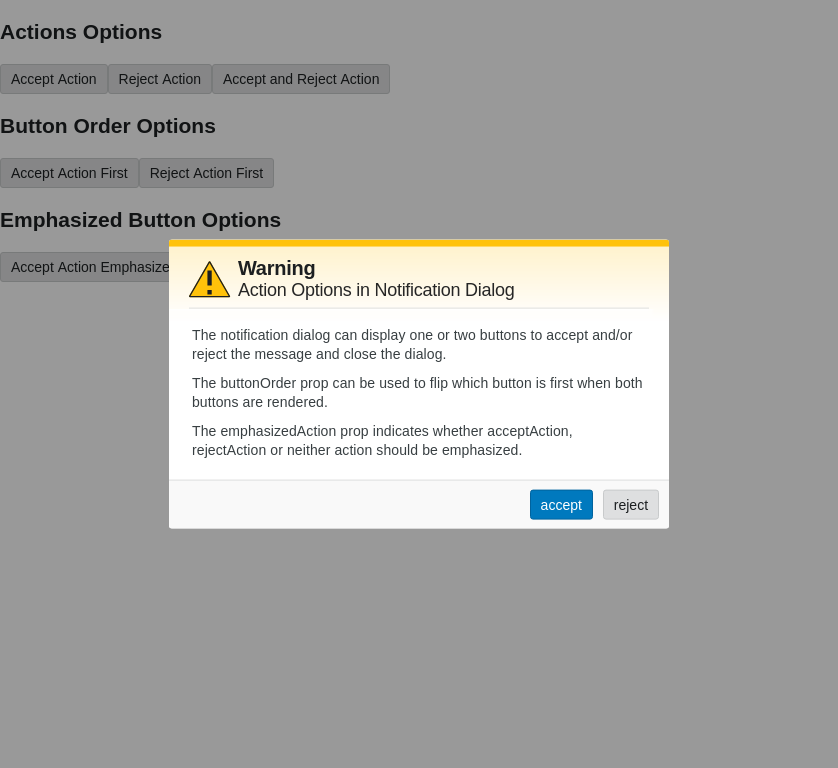 Actions Options
Accept Action Reject Action Accept and Reject Action
Button Order Options
Accept Action First Reject Action First
Emphasized Button Options
Accept Action Emphasize
Warning
Action Options in Notification Dialog
The notification dialog can display one or two buttons to accept and/or
reject the message and close the dialog.
The buttonOrder prop can be used to flip which button is first when both
buttons are rendered.
The emphasizedAction prop indicates whether acceptAction,
rejectAction or neither action should be emphasized.
accept reject